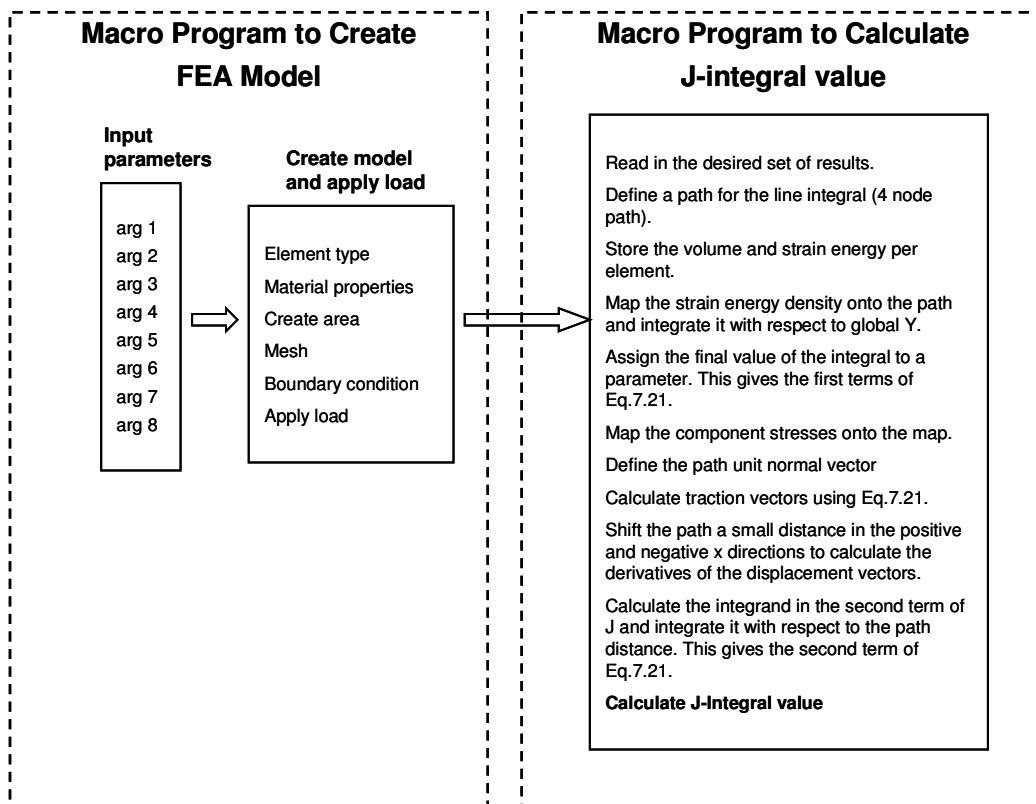 Macro Program to Create
FEA Model
Input
parameters
arg 1
arg 2
arg 3
arg 4
arg 5
arg 6
arg 7
arg 8
Create model
and apply load
Element type
Material properties
Create area
Mesh
Boundary condition
Apply load
Macro Program to Calculate
J-integral value
Read in the desired set of results.
Define a path for the line integral (4 node
path).
Store the volume and strain energy per
element.
Map the strain energy density onto the path
and integrate it with respect to global Y.
Assign the final value of the integral to a
parameter. This gives the first terms of
Eq.7.21.
Map the component stresses onto the map.
Define the path unit normal vector
Calculate traction vectors using Eq.7.21.
Shift the path a small distance in the positive
and negative x directions to calculate the
derivatives of the displacement vectors.
Calculate the integrand in the second term of
J and integrate it with respect to the path
distance. This gives the second term of
Eq.7.21.
Calculate J-Integral value